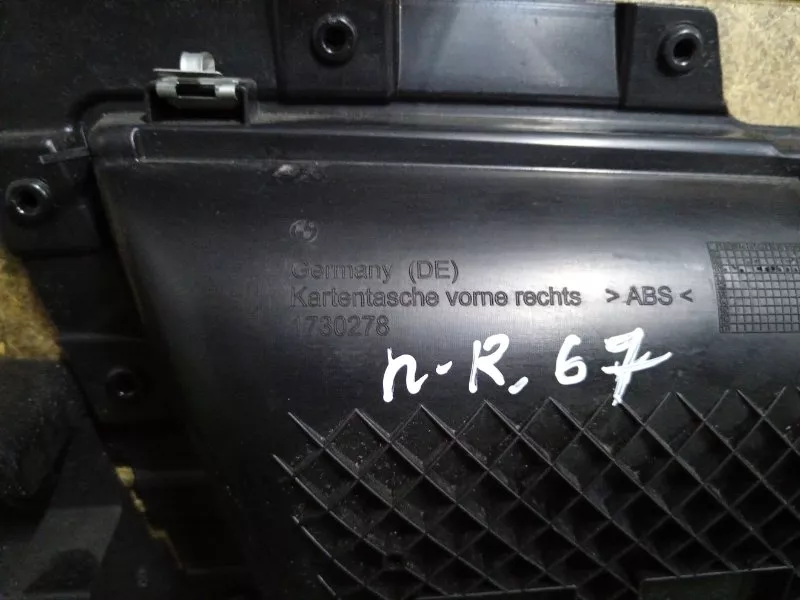 Germany (DE)
Kartentasche vorne rechts >ABS<
1730278
n-R. 67